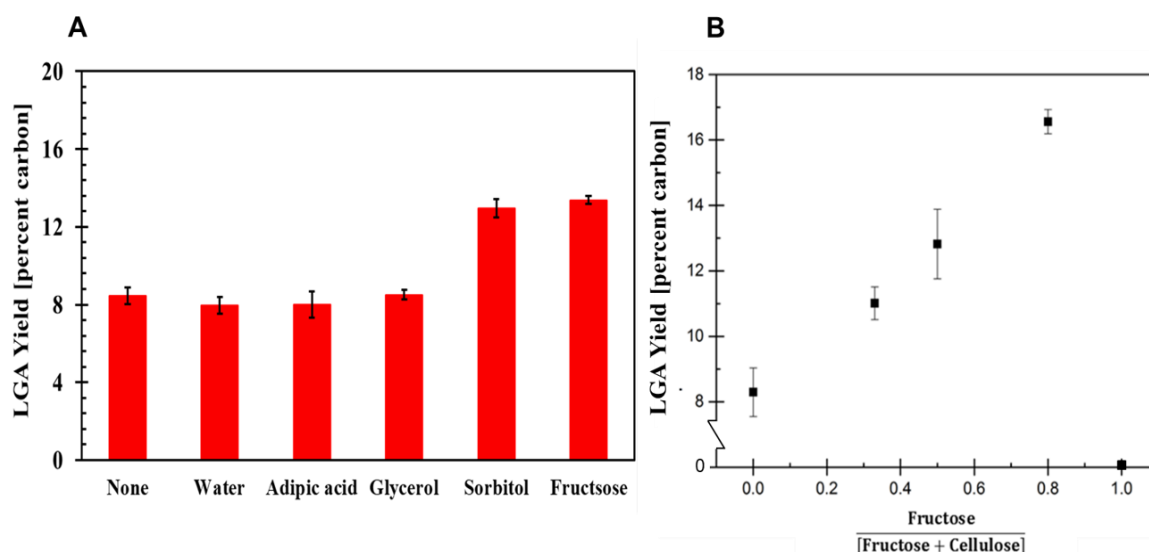 A
LGA Yield [percent carbon]
20
16
12
8
4
0
None Water Adipic acid Glycerol Sorbitol Fructsose
B
LGA Yield [percent carbon]
18
16
14
12
10
8
0
0.0 0.2 0.4 0.6 0.8 1.0
Fructose
[Fructose + Cellulose]